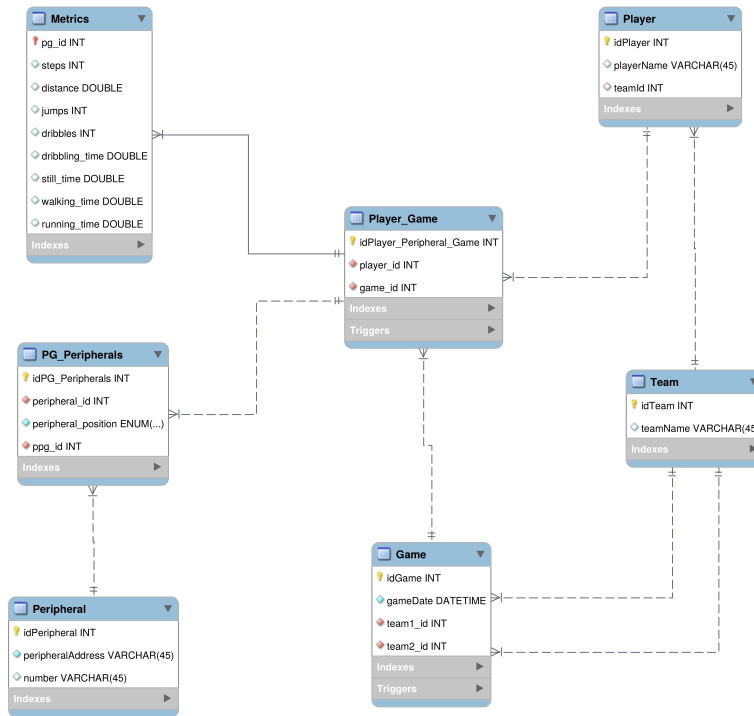 Metrics
pg_id INT
steps INT
distance DOUBLE
jumps INT
dribbles INT
dribbling_time DOUBLE
still_time DOUBLE
walking_time DOUBLE
running_time DOUBLE
Indexes
Player
idPlayer INT
playerName VARCHAR(45)
teamId INT
Indexes
Player_Game
idPlayer_Peripheral_Game INT
player_id INT
game_id INT
Indexes
Triggers
PG_Peripherals
idPG_Peripherals INT
peripheral_id INT
peripheral_position ENUM(...)
ppg_id INT
Indexes
Team
idTeam INT
teamName VARCHAR(45
Indexes
Game
idGame INT
gameDate DATETIME
team1_id INT
team2_id INT
Indexes
Triggers
Peripheral
idPeripheral INT
peripheralAddress VARCHAR(45)
number VARCHAR(45)
Indexes